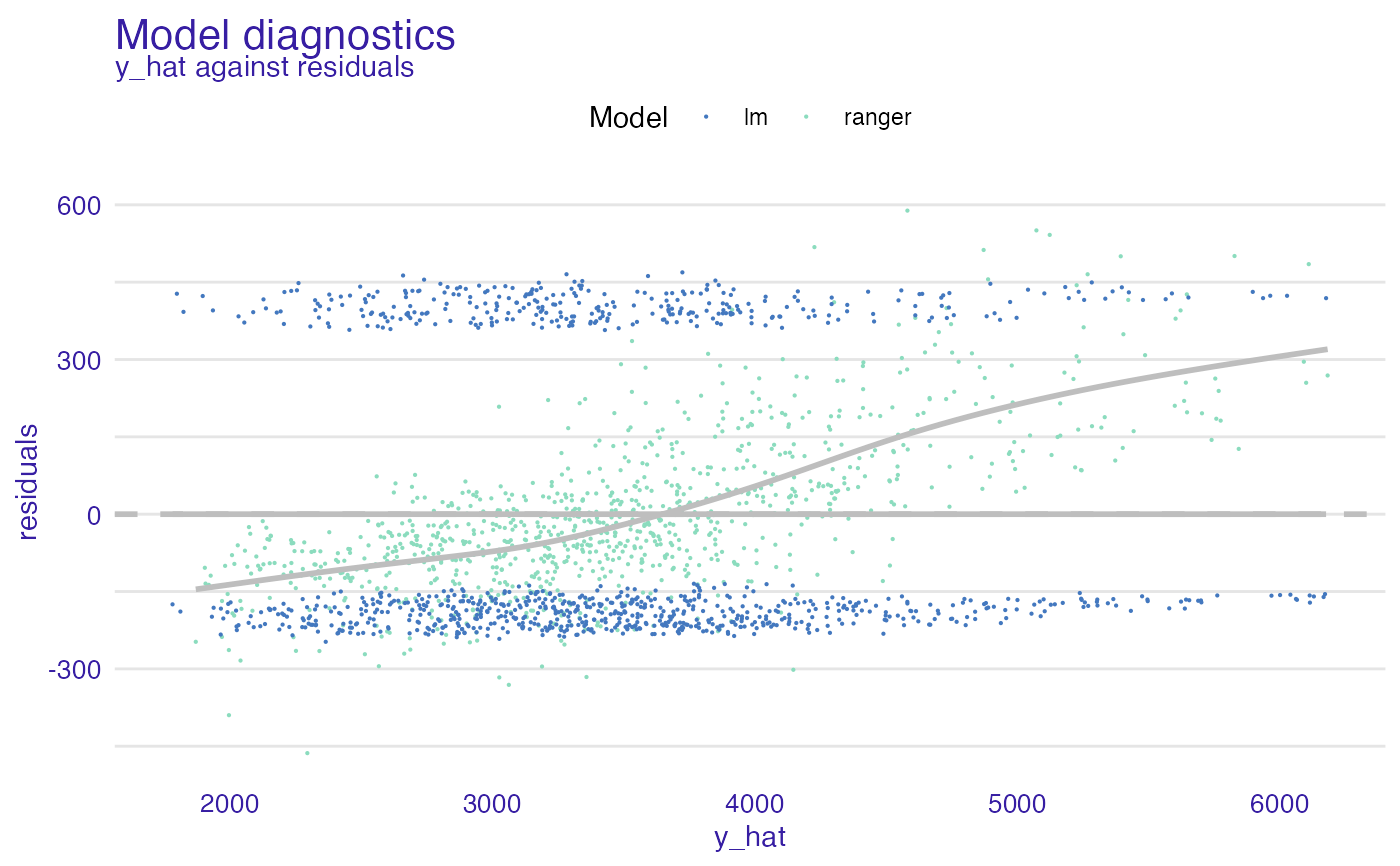 Model diagnostics
y_hat against residuals
Model lm ranger
600
300
0
-300
residuals
2000 3000 4000 5000 6000
y_hat